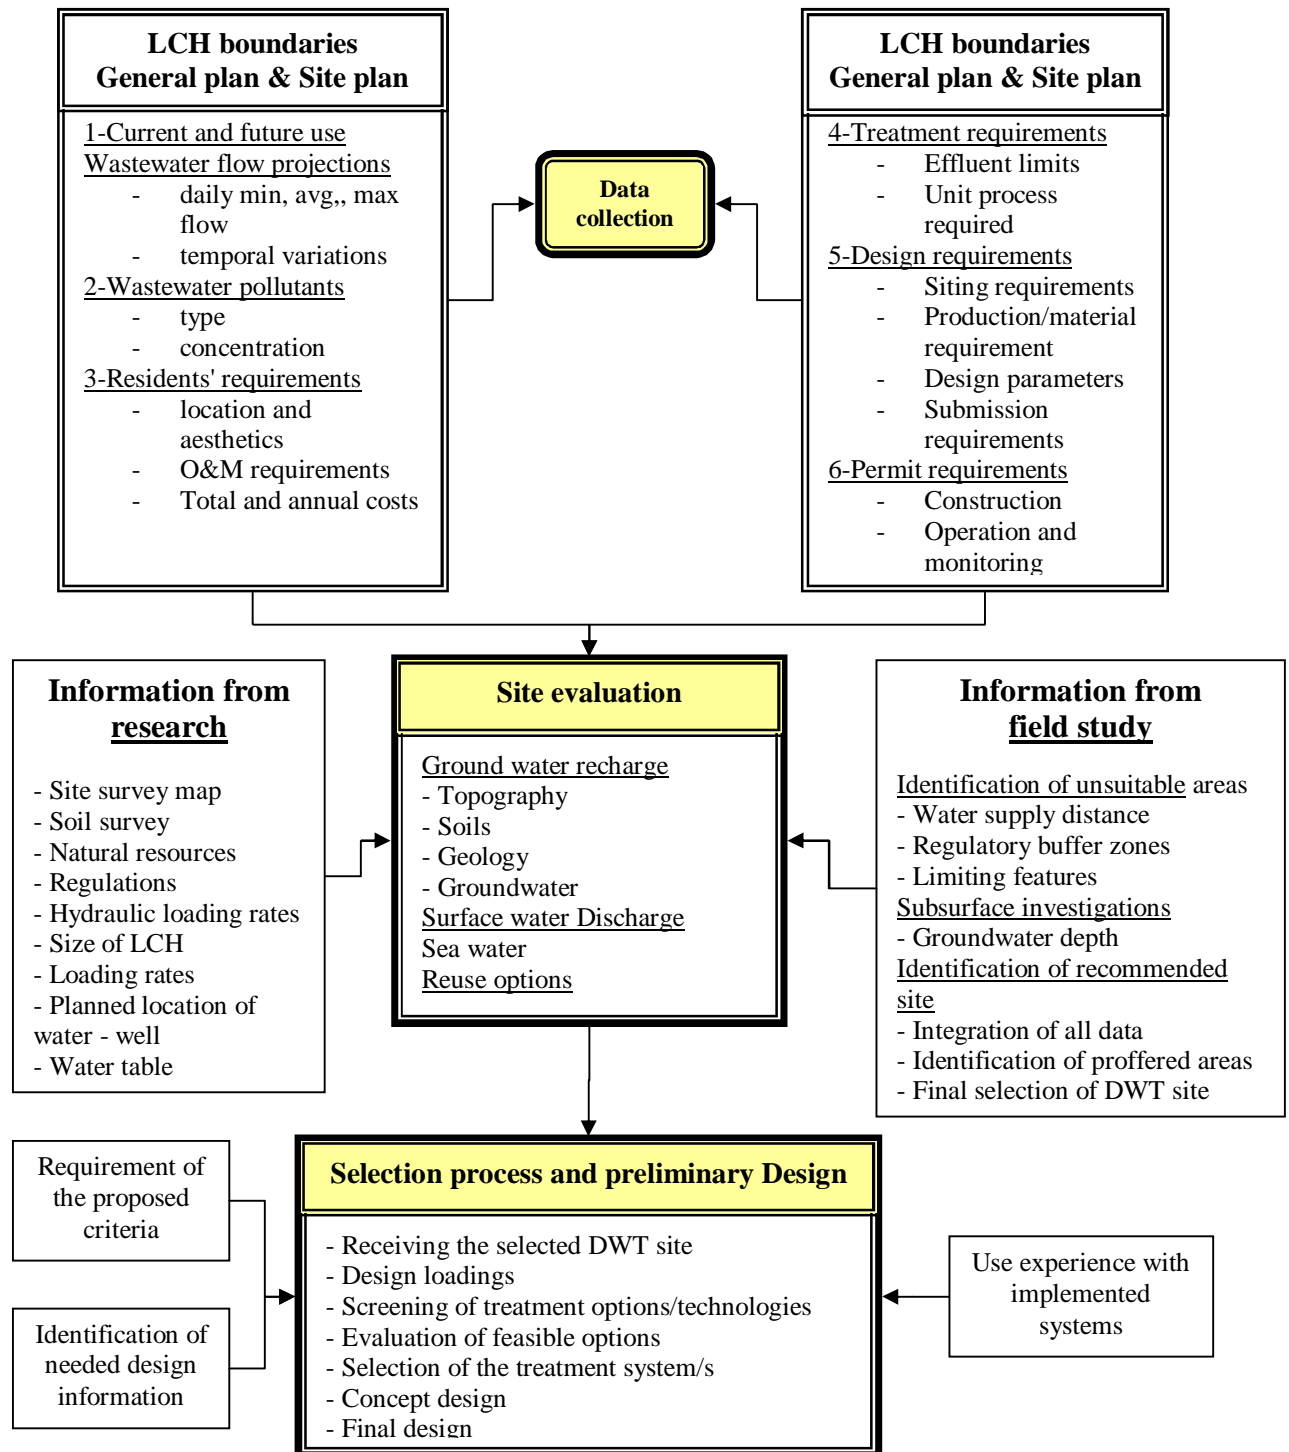 LCH boundaries
General plan & Site plan
1-Current and future use
Wastewater flow projections
- daily min, avg,, max
flow
- temporal variations
2-Wastewater pollutants
- type
- concentration
3-Residents' requirements
- location and
aesthetics
- O&M requirements
- Total and annual costs
Data
collection
LCH boundaries
General plan & Site plan
4-Treatment requirements
- Effluent limits
- Unit process
required
5-Design requirements
- Siting requirements
- Production/material
requirement
- Design parameters
- Submission
requirements
6-Permit requirements
- Construction
- Operation and
monitoring
Information from
research
- Site survey map
- Soil survey
- Natural resources
- Regulations
- Hydraulic loading rates
- Size of LCH
- Loading rates
- Planned location of
water - well
- Water table
Site evaluation
Ground water recharge
- Topography
- Soils
- Geology
- Groundwater
Surface water Discharge
Sea water
Reuse options
Information from
field study
Identification of unsuitable areas
- Water supply distance
- Regulatory buffer zones
- Limiting features
Subsurface investigations
- Groundwater depth
Identification of recommended
site
- Integration of all data
- Identification of proffered areas
- Final selection of DWT site
Requirement of
the proposed
criteria
Identification of
needed design
information
Selection process and preliminary Design
- Receiving the selected DWT site
- Design loadings
- Screening of treatment options/technologies
- Evaluation of feasible options
- Selection of the treatment system/s
- Concept design
- Final design
Use experience with
implemented
systems